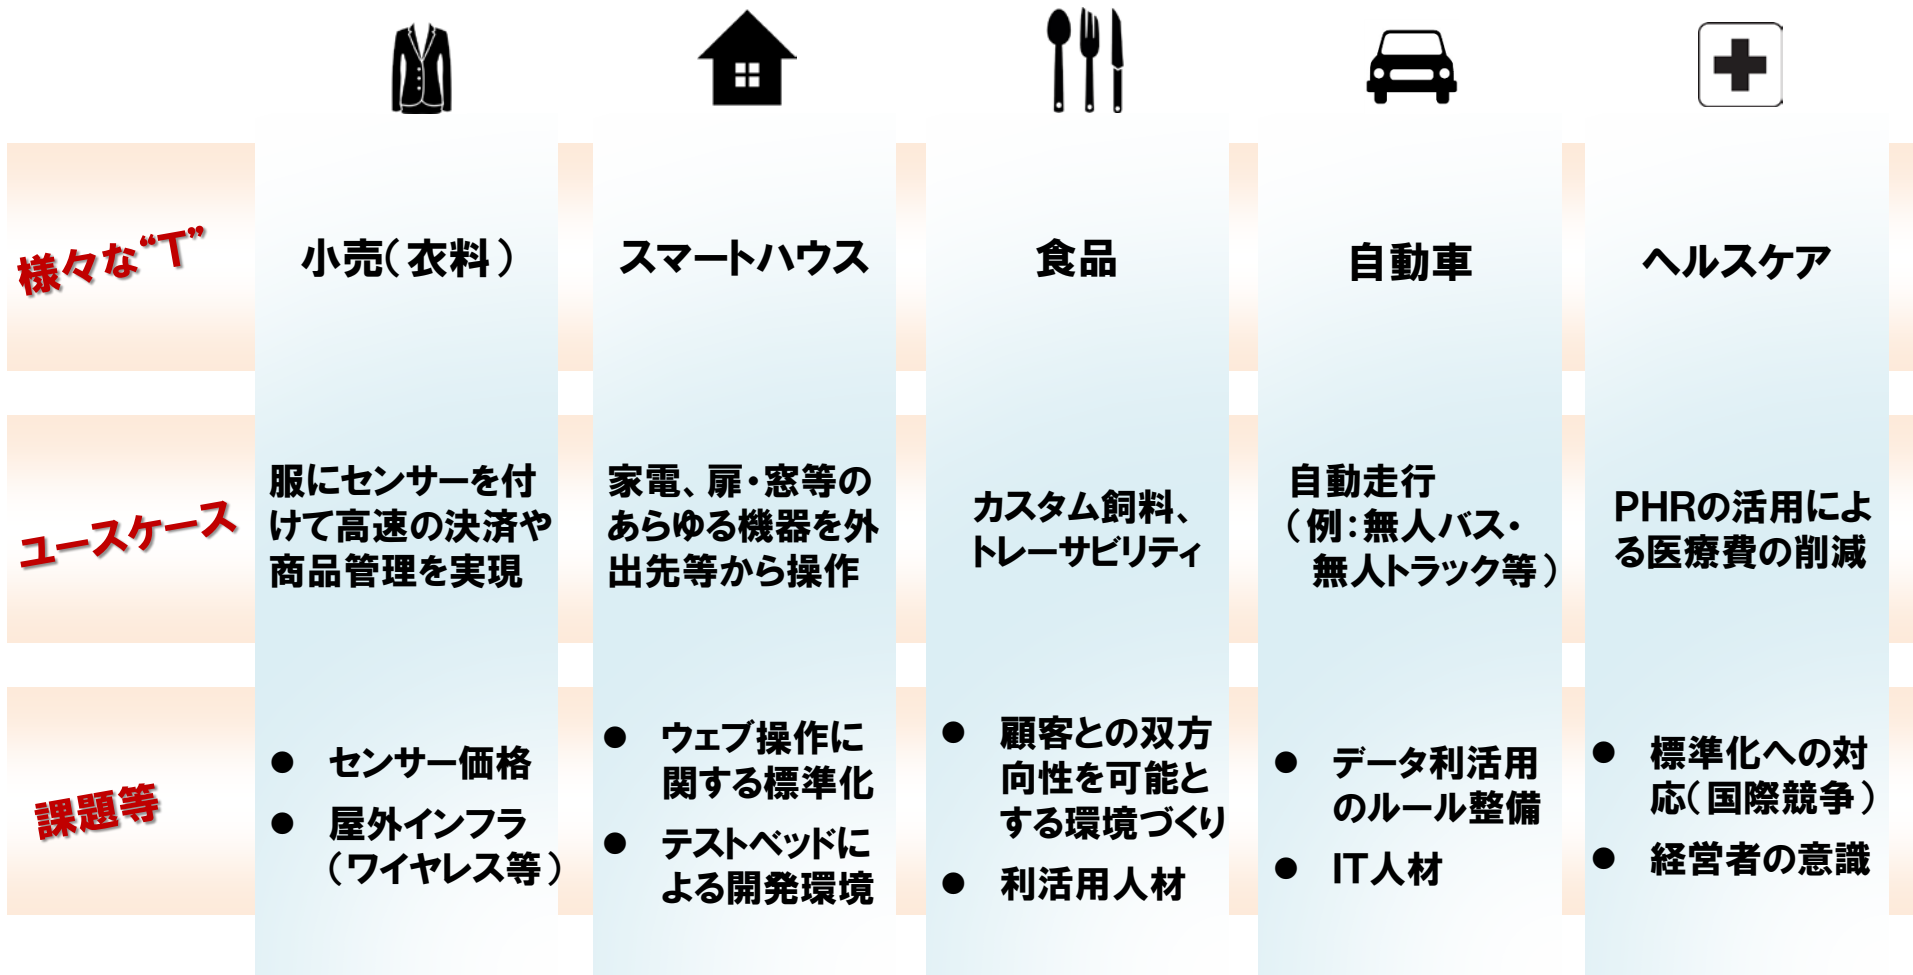 様々な“T”
小売(衣料)
スマートハウス
食品
自動車
ヘルスケア
ユースケース
服にセンサーを付
けて高速の決済や
商品管理を実現
家電、扉・窓等の
あらゆる機器を外
出先等から操作
カスタム飼料、
トレーサビリティ
自動走行
(例:無人バス・
無人トラック等)
PHRの活用によ
る医療費の削減
課題等
● センサー価格
● 屋外インフラ
(ワイヤレス等)
● ウェブ操作に
関する標準化
● テストベッドに
よる開発環境
● 顧客との双方
向性を可能と
する環境づくり
● 利活用人材
● データ利活用
のルール整備
● IT人材
● 標準化への対
応(国際競争)
● 経営者の意識